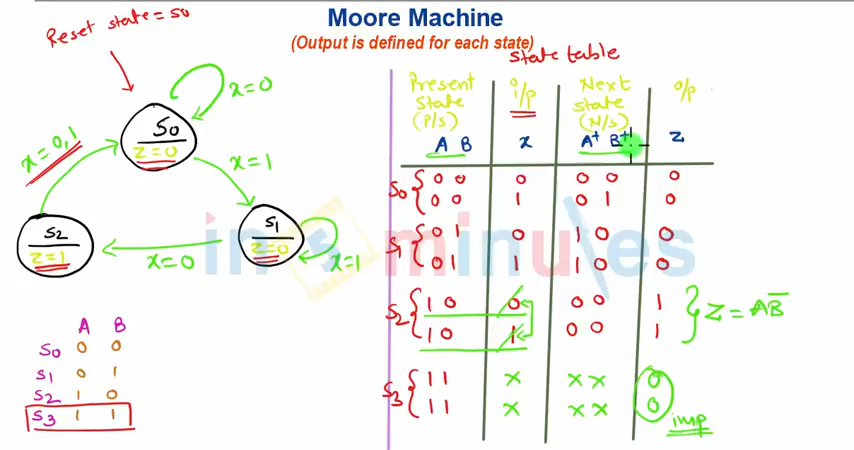 Moore Machine
(Output is defined for each state)
Reset state = S0
S0
Z=0
x=0
x=0,1
x=1
S2
Z=1
S1
Z=0
x=0
x=1
A B
S0 0 0
S1 0 1
S2 1 0
S3 1 1
State table
Present State (P/s) i/p Next state (N/s) o/p
A B x A+ B+ Z
S0 0 0 0 0 0 0
0 0 1 0 1 0
S1 0 1 0 1 0 0
0 1 1 1 0 0
S2 1 0 0 0 0 1
1 0 1 0 0 1
Z = AB̅
S3 1 1 x x x 0
1 1 x x x 0
imp
in minutes